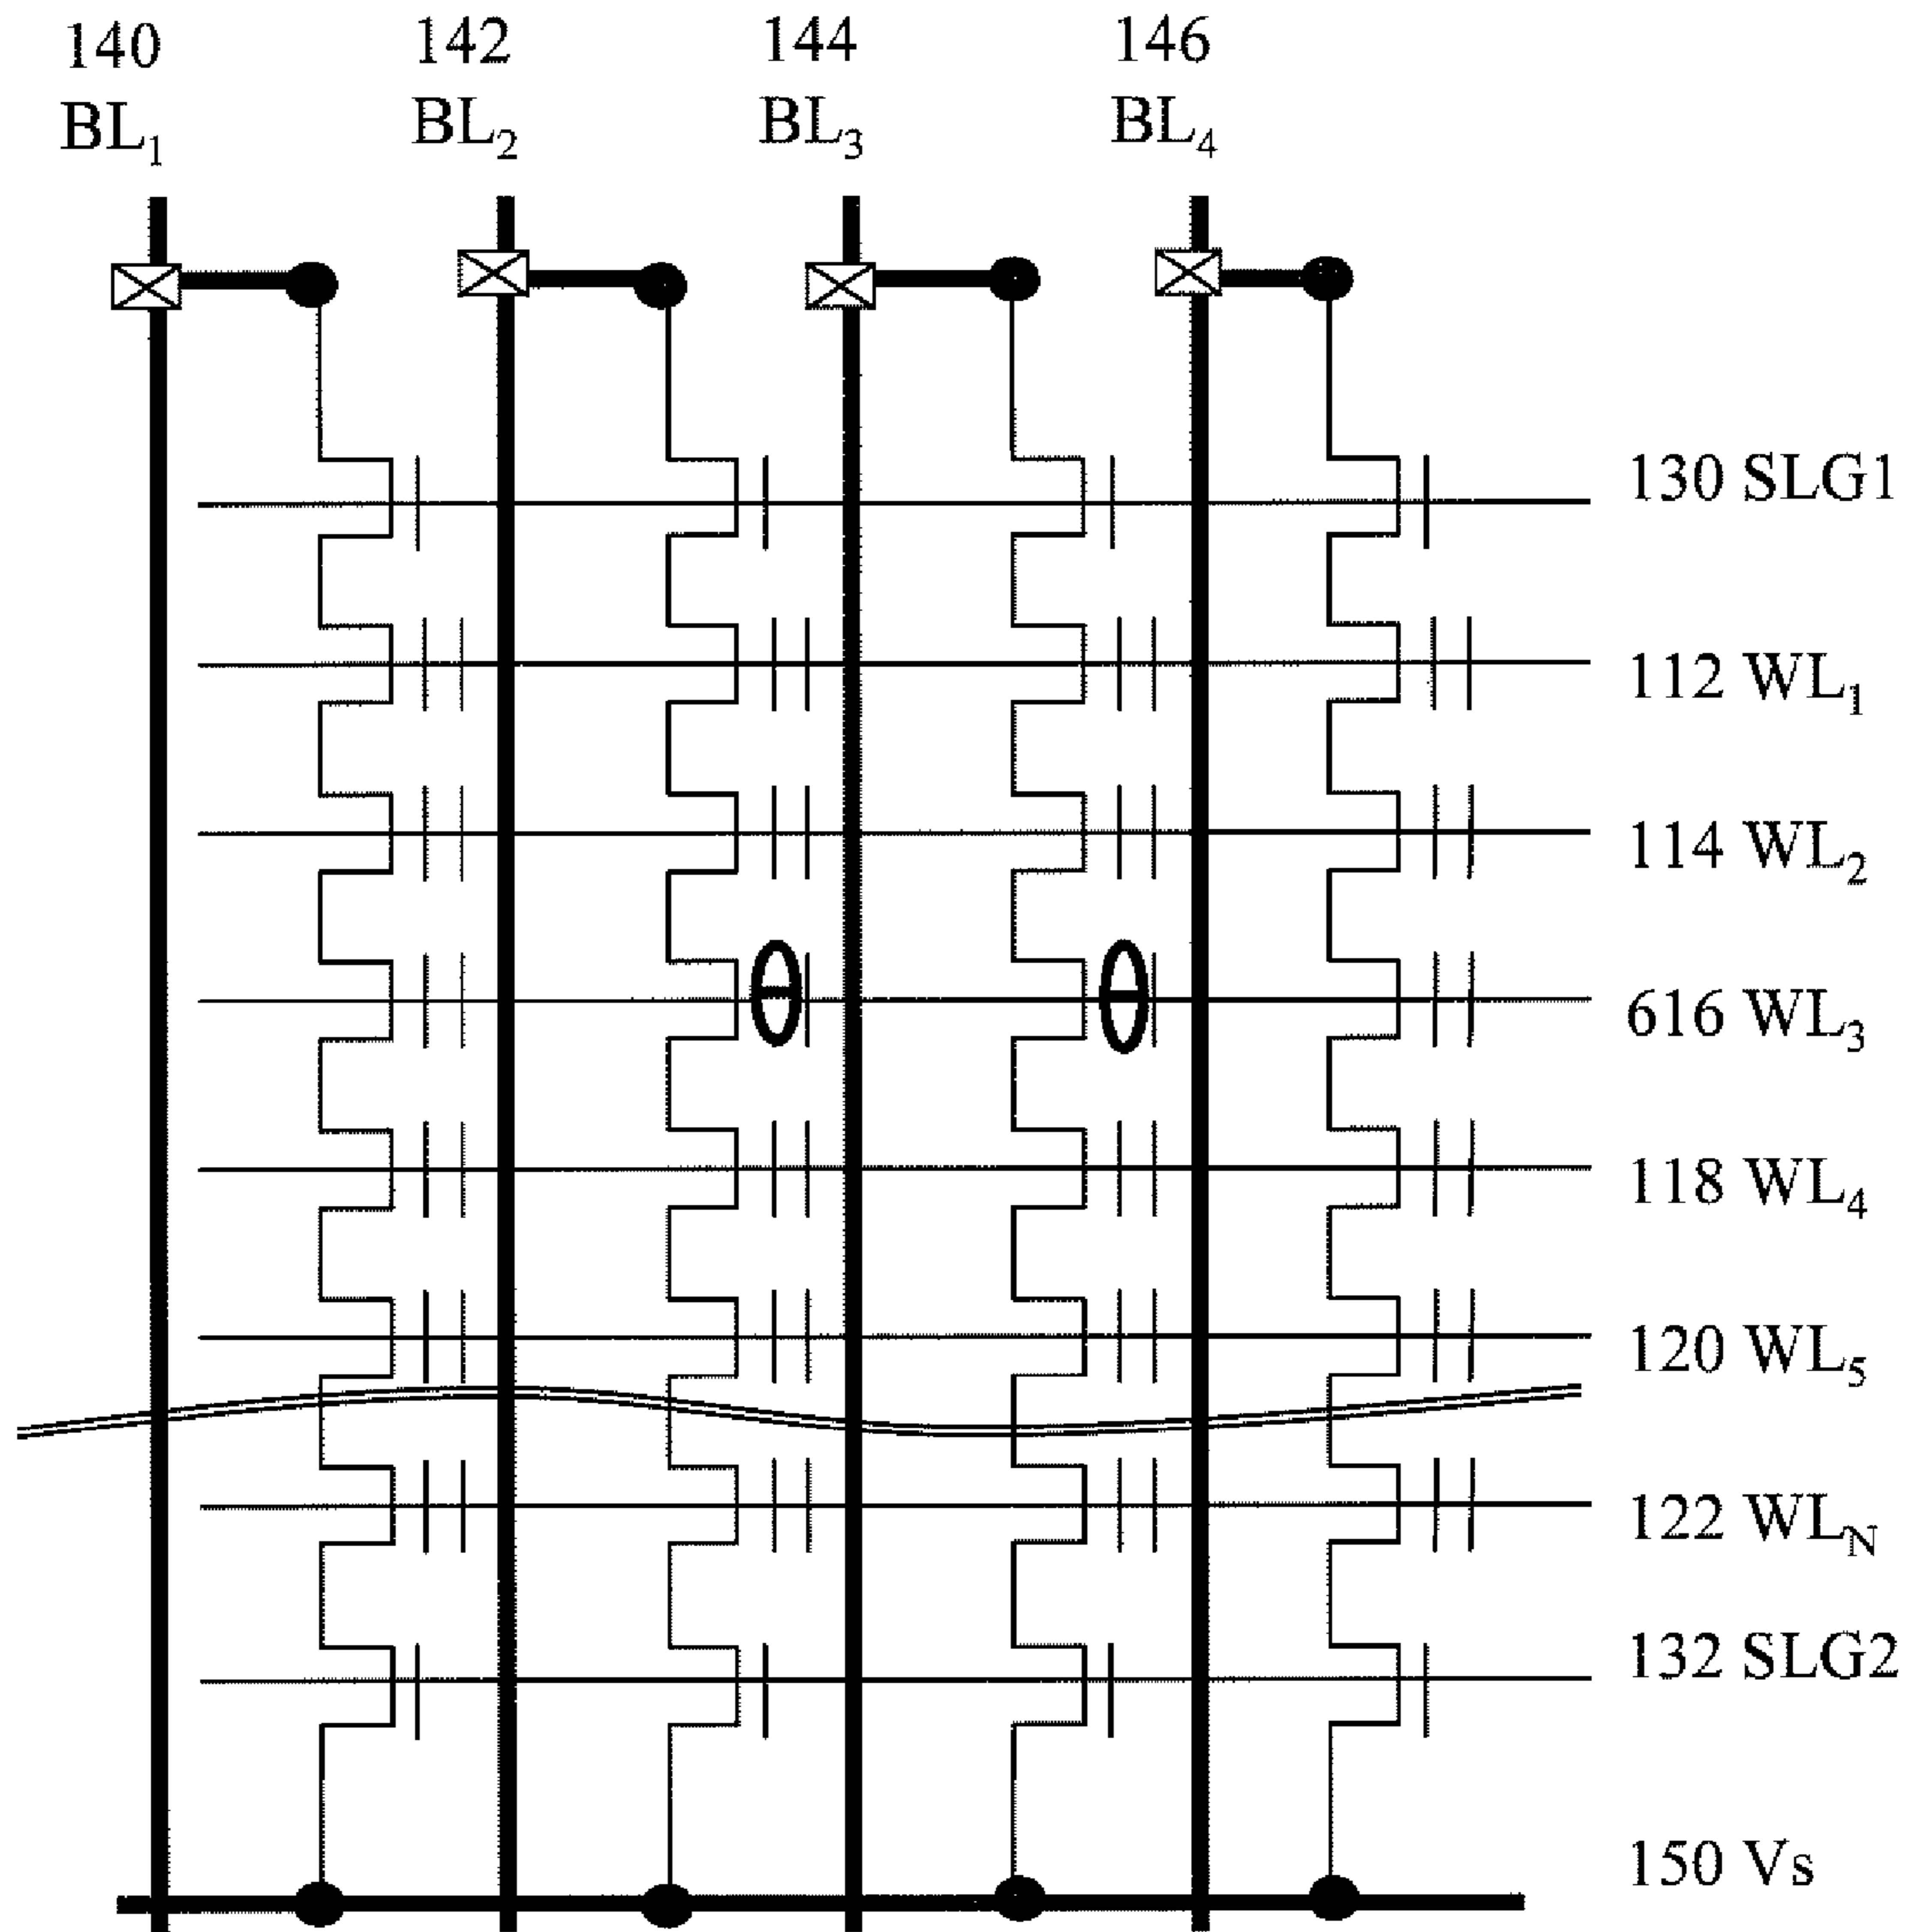 140 142 144 146
BL₁ BL₂ BL₃ BL₄
130 SLG1
112 WL₁
114 WL₂
616 WL₃
118 WL₄
120 WL₅
122 WL_N
132 SLG2
150 Vs